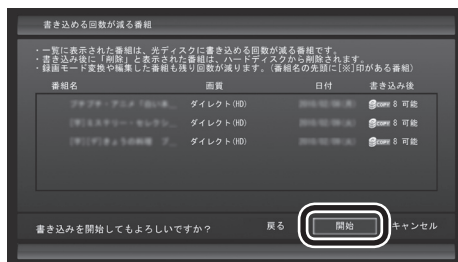 書き込める回数が減る番組
・一覧に表示された番組は、光ディスクに書き込める回数が減る番組です。
・書き込み後に「削除」と表示された番組は、ハードディスクから削除されます。
・録画モード変換や編集した番組も残り回数が減ります。(番組名の先頭に[※]印がある番組)
番組名 画質 日付 書き込み後
ダイレクト(HD) COPY 8 可能
ダイレクト(HD) COPY 8 可能
ダイレクト(HD) COPY 8 可能
書き込みを開始してもよろしいですか? 戻る 開始 キャンセル